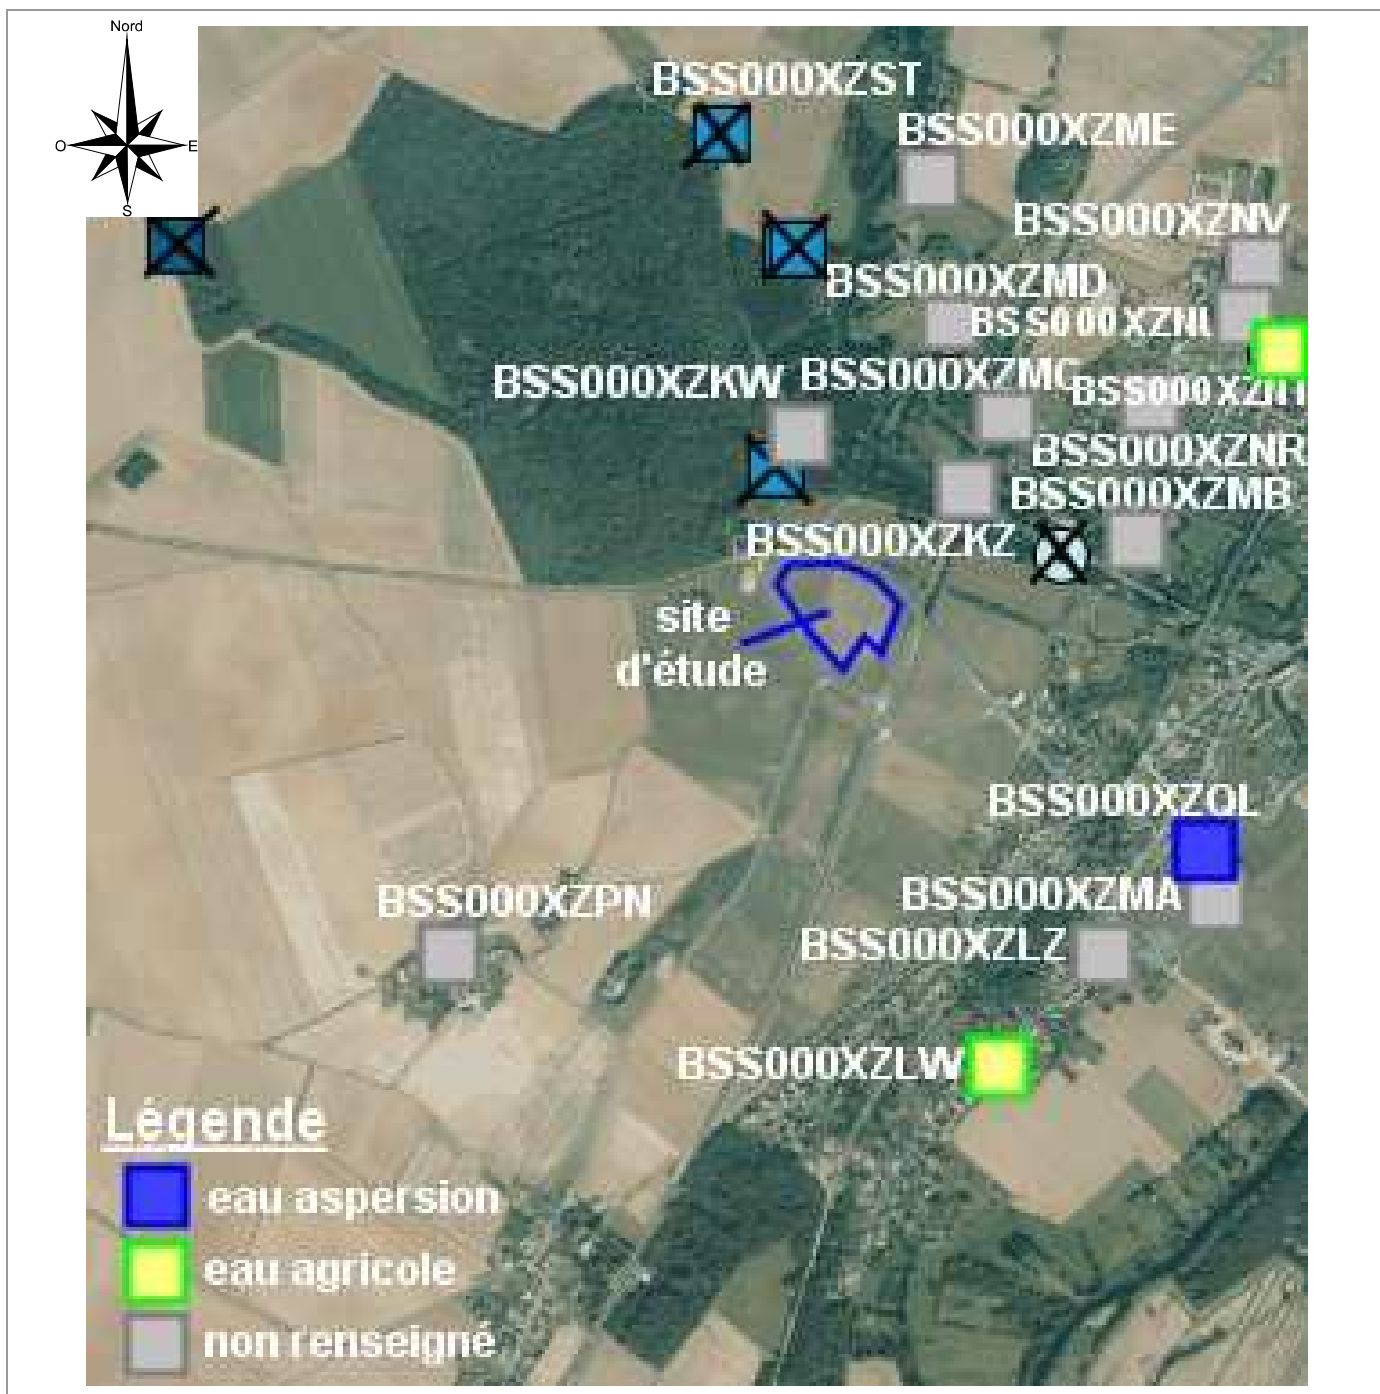 Nord
O
E
S
BSS000XZST
BSS000XZME
BSS000XZNV
BSS000XZMD
BSS000XZKW
BSS000XZMC
BSS000XZNR
BSS000XZMB
BSS000XZKZ
site
d'étude
BSS000XZQL
BSS000XZMA
BSS000XZPN
BSS000XZLZ
BSS000XZLW
Légende
eau aspersion
eau agricole
non renseigné